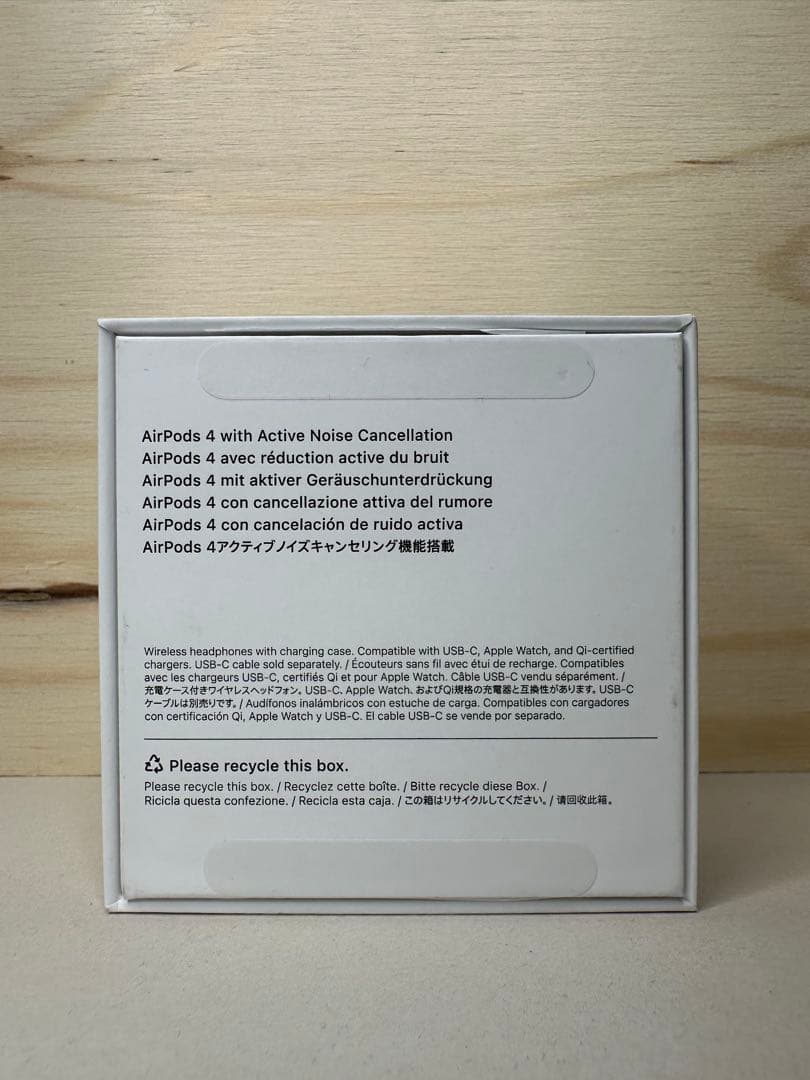 AirPods 4 with Active Noise Cancellation
AirPods 4 avec réduction active du bruit
AirPods 4 mit aktiver Geräuschunterdrückung
AirPods 4 con cancellazione attiva del rumore
AirPods 4 con cancelación de ruido activa
AirPods 4アクティブノイズキャンセリング機能搭載
Wireless headphones with charging case. Compatible with USB-C, Apple Watch, and Qi-certified
chargers. USB-C cable sold separately. / Écouteurs sans fil avec étui de recharge. Compatibles
avec les chargeurs USB-C, certifiés Qi et pour Apple Watch. Câble USB-C vendu séparément. /
充電ケース付きワイヤレスヘッドフォン。USB-C、Apple Watch、およびQi規格の充電器と互換性があります。USB-C
ケーブルは別売りです。/ Audífonos inalámbricos con estuche de carga. Compatibles con cargadores
con certificación Qi, Apple Watch y USB-C. El cable USB-C se vende por separado.
Please recycle this box.
Please recycle this box. / Recyclez cette boîte. / Bitte recycle diese Box. /
Ricicla questa confezione. / Recicla esta caja. / この箱はリサイクルしてください。/ 请回收此箱。